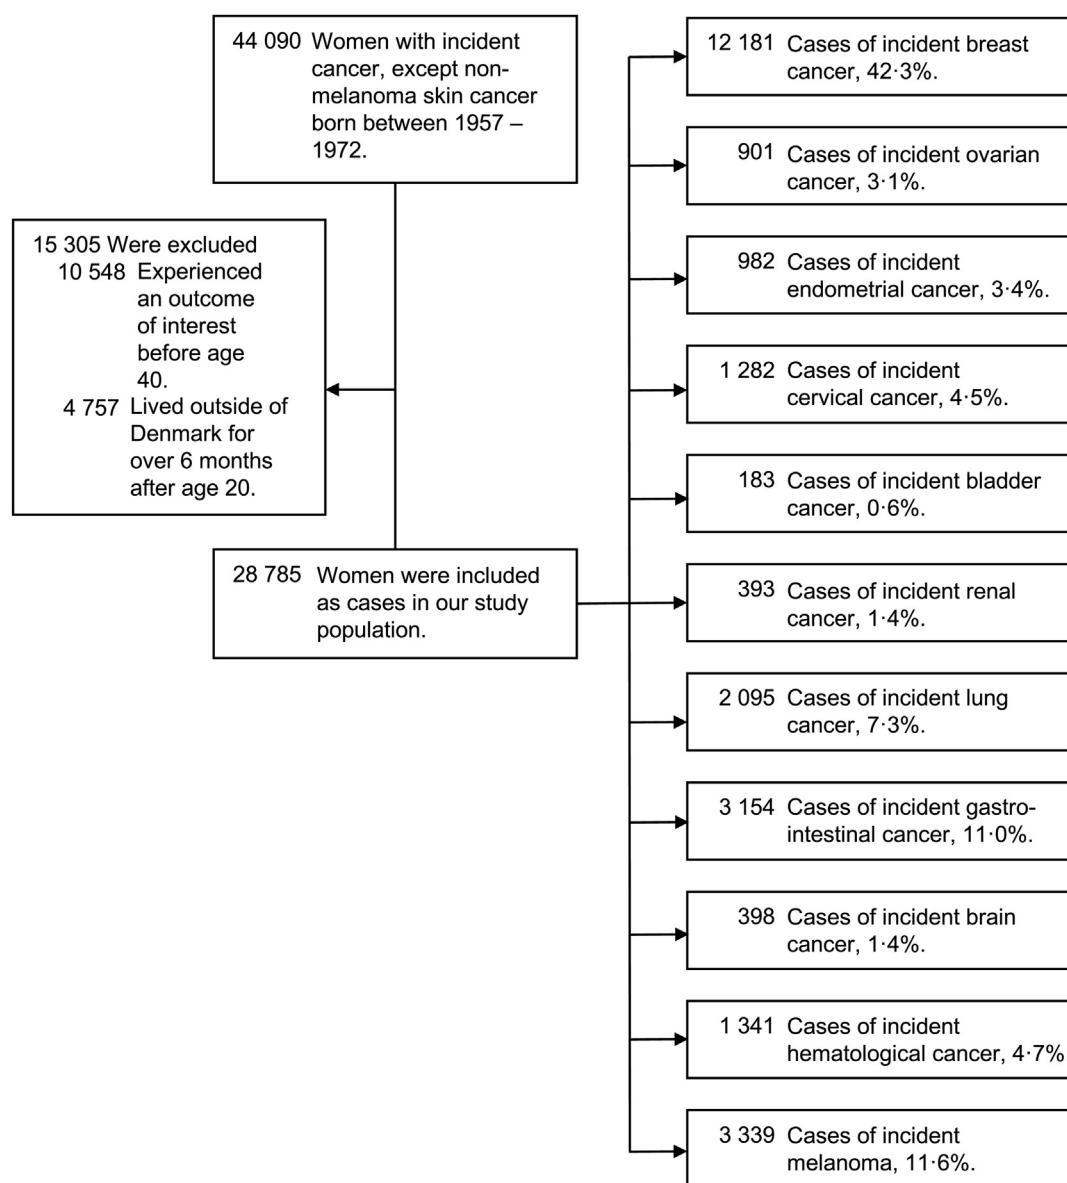 44 090 Women with incident
cancer, except non-
melanoma skin cancer
born between 1957 –
1972.
15 305 Were excluded
10 548 Experienced
an outcome
of interest
before age
40.
4 757 Lived outside of
Denmark for
over 6 months
after age 20.
28 785 Women were included
as cases in our study
population.
12 181 Cases of incident breast
cancer, 42·3%.
901 Cases of incident ovarian
cancer, 3·1%.
982 Cases of incident
endometrial cancer, 3·4%.
1 282 Cases of incident
cervical cancer, 4·5%.
183 Cases of incident bladder
cancer, 0·6%.
393 Cases of incident renal
cancer, 1·4%.
2 095 Cases of incident lung
cancer, 7·3%.
3 154 Cases of incident gastro-
intestinal cancer, 11·0%.
398 Cases of incident brain
cancer, 1·4%.
1 341 Cases of incident
hematological cancer, 4·7%
3 339 Cases of incident
melanoma, 11·6%.